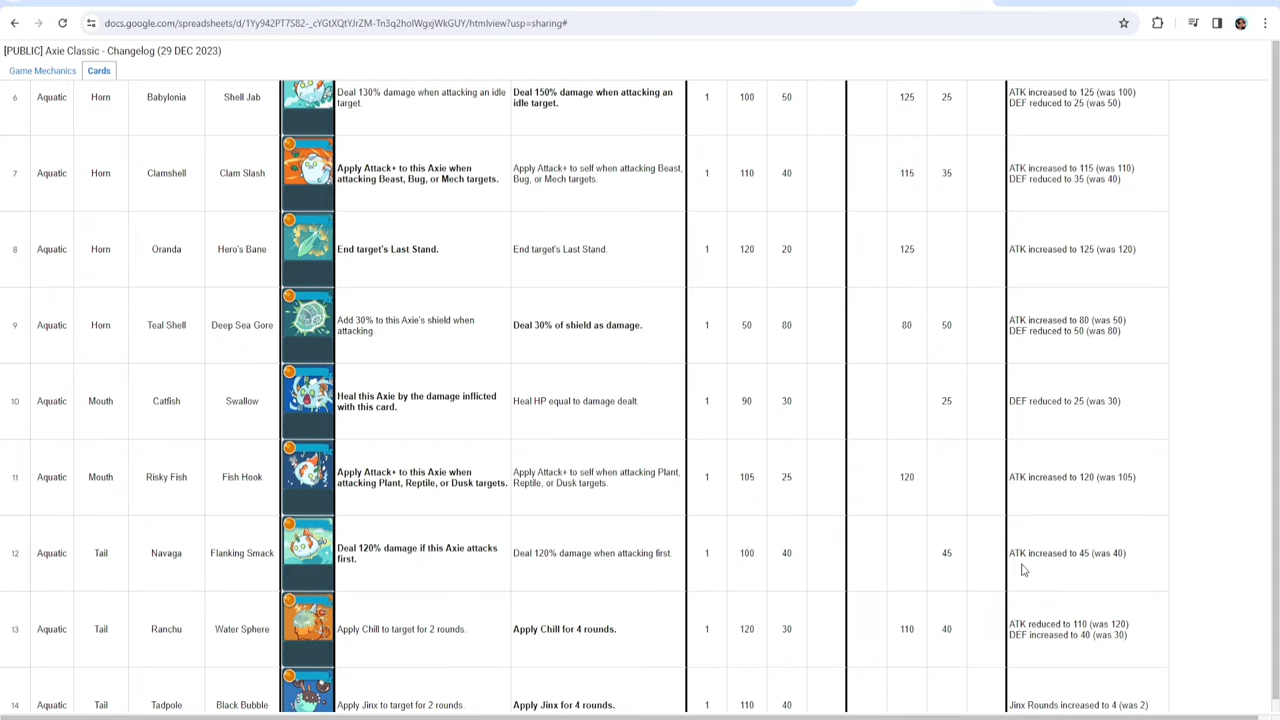 docs.google.com/spreadsheets/d/1Yy942PT7S82-_cYGtXQtYJrZM-Tn3q2holWgxjWkGUY/htmlview?usp=sharing#
[PUBLIC] Axie Classic - Changelog (29 DEC 2023)
Game Mechanics Cards
6 Aquatic Horn Babylonia Shell Jab Deal 130% damage when attacking an idle Deal 150% damage when attacking an 1 100 50 125 25 ATK increased to 125 (was 100)
target. idle target. DEF reduced to 25 (was 50)
7 Aquatic Horn Clamshell Clam Slash Apply Attack+ to this Axie when Apply Attack+ to self when attacking Beast, 1 110 40 115 35 ATK increased to 115 (was 110)
attacking Beast, Bug, or Mech targets. Bug, or Mech targets. DEF reduced to 35 (was 40)
8 Aquatic Horn Oranda Hero's Bane End target's Last Stand. End target's Last Stand. 1 120 20 125 ATK increased to 125 (was 120)
9 Aquatic Horn Teal Shell Deep Sea Gore Add 30% to this Axie's shield when Deal 30% of shield as damage. 1 50 80 80 50 ATK increased to 80 (was 50)
attacking. DEF reduced to 50 (was 80)
10 Aquatic Mouth Catfish Swallow Heal this Axie by the damage inflicted Heal HP equal to damage dealt. 1 90 30 25 DEF reduced to 25 (was 30)
with this card.
11 Aquatic Mouth Risky Fish Fish Hook Apply Attack+ to this Axie when Apply Attack+ to self when attacking Plant, 1 105 25 120 ATK increased to 120 (was 105)
attacking Plant, Reptile, or Dusk targets. Reptile, or Dusk targets.
12 Aquatic Tail Navaga Flanking Smack Deal 120% damage if this Axie attacks Deal 120% damage when attacking first. 1 100 40 45 ATK increased to 45 (was 40)
first.
13 Aquatic Tail Ranchu Water Sphere Apply Chill to target for 2 rounds. Apply Chill for 4 rounds. 1 120 30 110 40 ATK reduced to 110 (was 120)
DEF increased to 40 (was 30)
14 Aquatic Tail Tadpole Black Bubble Apply Jinx to target for 2 rounds. Apply Jinx for 4 rounds. 1 110 40 Jinx Rounds increased to 4 (was 2)